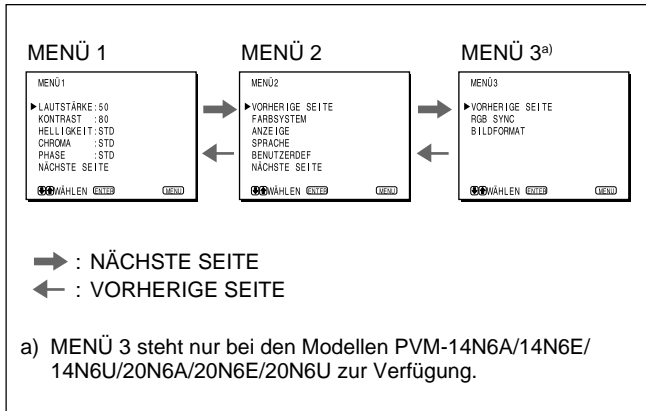 MENÜ 1
MENÜ1
▶LAUTSTÄRKE:50
KONTRAST :80
HELLIGKEIT:STD
CHROMA :STD
PHASE :STD
NÄCHSTE SEITE
WÄHLEN ENTER MENU
MENÜ 2
MENÜ2
▶VORHERIGE SEITE
FARBSYSTEM
ANZEIGE
SPRACHE
BENUTZERDEF
NÄCHSTE SEITE
WÄHLEN ENTER MENU
MENÜ 3a)
MENÜ3
▶VORHERIGE SEITE
RGB SYNC
BILDFORMAT
WÄHLEN ENTER MENU
: NÄCHSTE SEITE
: VORHERIGE SEITE
a) MENÜ 3 steht nur bei den Modellen PVM-14N6A/14N6E/
14N6U/20N6A/20N6E/20N6U zur Verfügung.